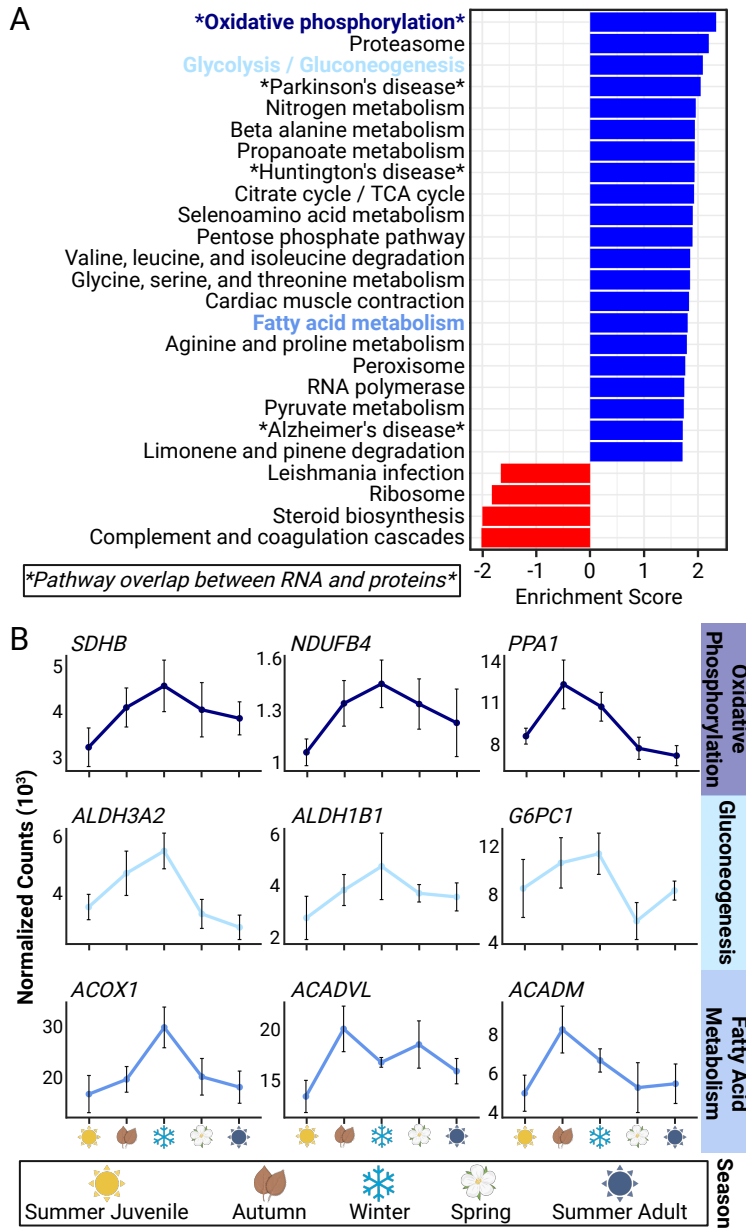 A
*Oxidative phosphorylation*
Proteasome
Glycolysis / Gluconeogenesis
*Parkinson's disease*
Nitrogen metabolism
Beta alanine metabolism
Propanoate metabolism
*Huntington's disease*
Citrate cycle / TCA cycle
Selenoamino acid metabolism
Pentose phosphate pathway
Valine, leucine, and isoleucine degradation
Glycine, serine, and threonine metabolism
Cardiac muscle contraction
Fatty acid metabolism
Aginine and proline metabolism
Peroxisome
RNA polymerase
Pyruvate metabolism
*Alzheimer's disease*
Limonene and pinene degradation
Leishmania infection
Ribosome
Steroid biosynthesis
Complement and coagulation cascades
-2 -1 0 1 2
Enrichment Score
*Pathway overlap between RNA and proteins*
B
Normalized Counts (10³)
SDHB
5
4
3
NDUFB4
1.6
1.3
1
PPA1
14
11
8
Oxidative
Phosphorylation
ALDH3A2
6
4
ALDH1B1
6
4
2
G6PC1
12
8
4
Gluconeogenesis
ACOX1
30
20
ACADVL
20
15
ACADM
8
6
4
Fatty Acid
Metabolism
Summer Juvenile
Autumn
Winter
Spring
Summer Adult
Season